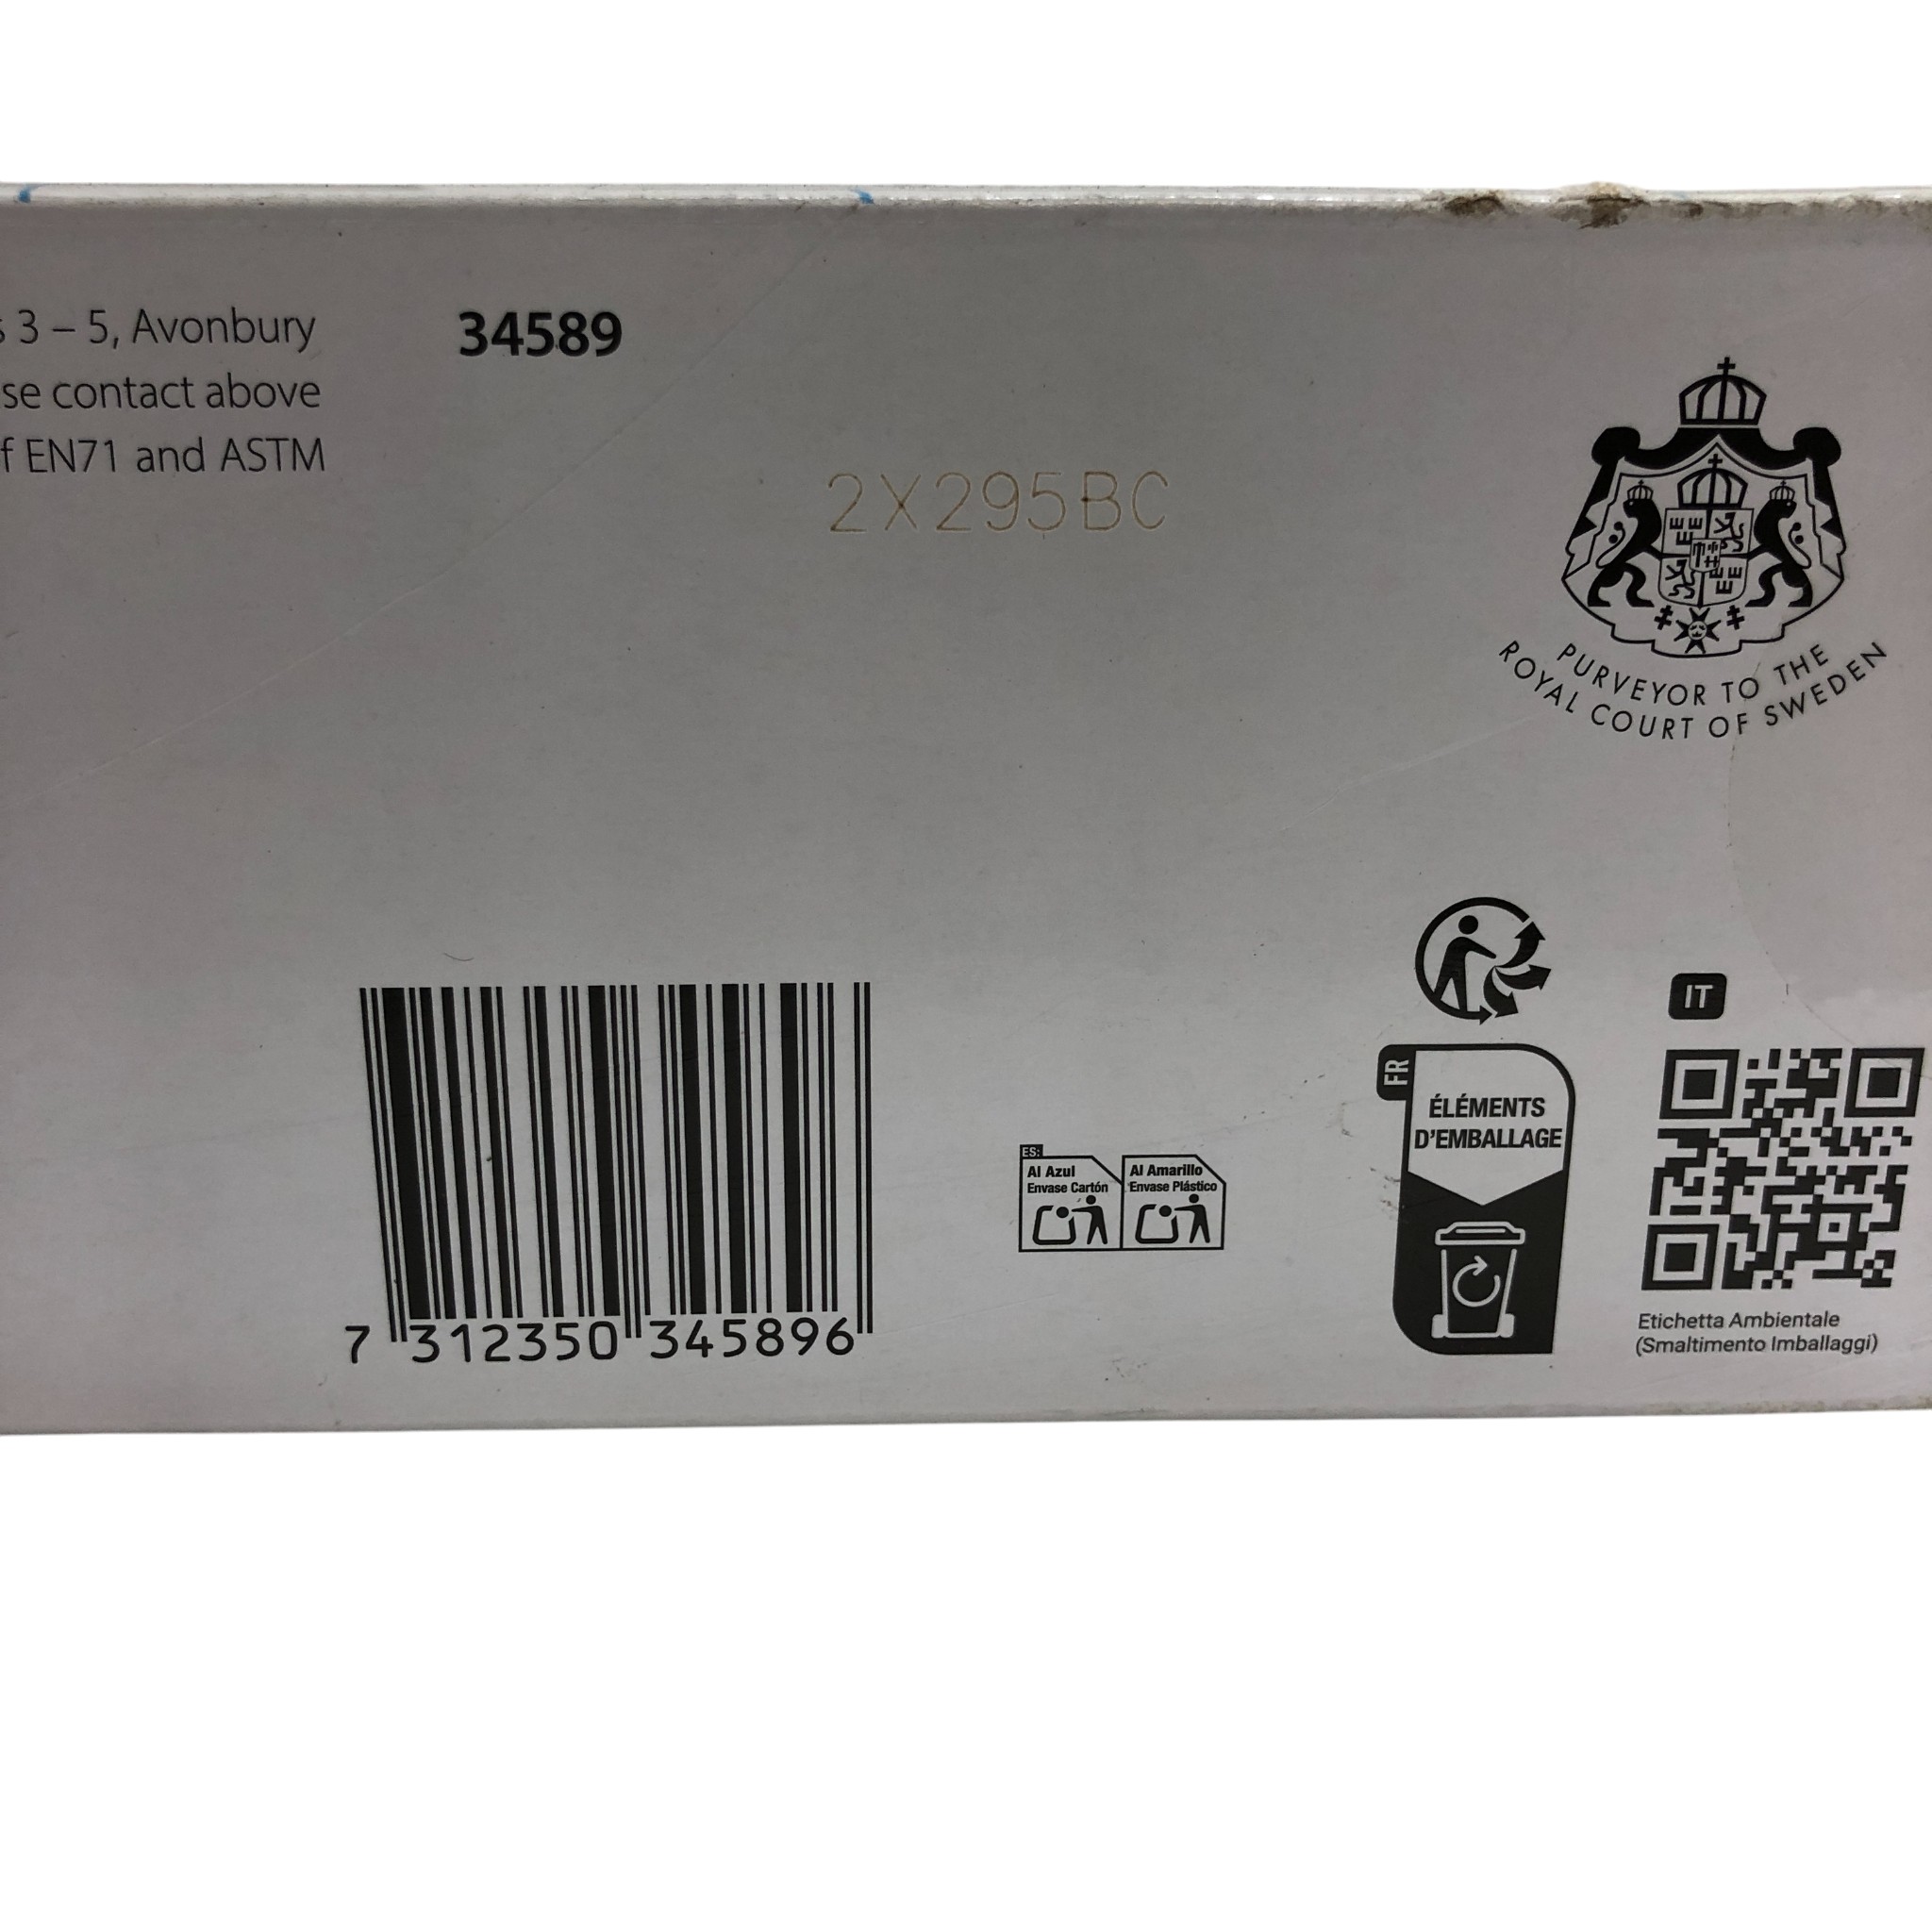 3 – 5, Avonbury
se contact above
f EN71 and ASTM
34589
2X295BC
PURVEYOR TO THE
ROYAL COURT OF SWEDEN
7 312350 345896
ES:
Al Azul
Envase Cartón
Al Amarillo
Envase Plástico
FR
ÉLÉMENTS
D'EMBALLAGE
IT
Etichetta Ambientale
(Smaltimento Imballaggi)